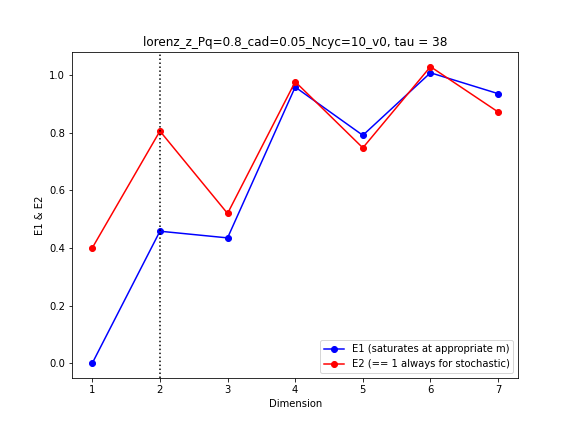 lorenz_z_Pq=0.8_cad=0.05_Ncyc=10_v0, tau = 38
E1 & E2
1.0
0.8
0.6
0.4
0.2
0.0
E1 (saturates at appropriate m)
E2 (== 1 always for stochastic)
1 2 3 4 5 6 7
Dimension